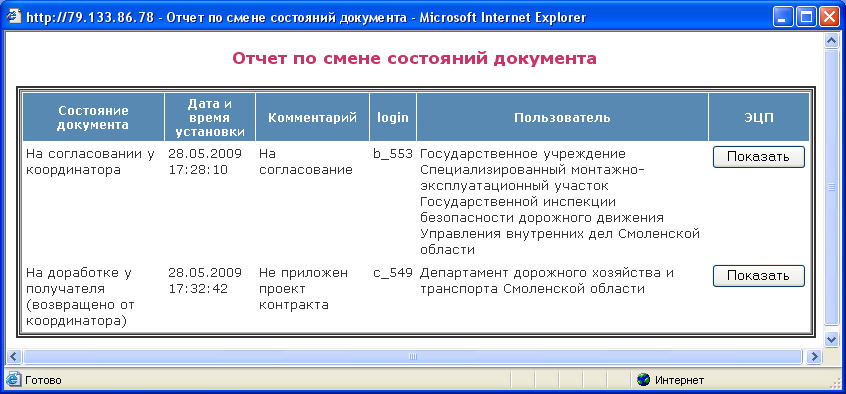 http://79.133.86.78 - Отчет по смене состояний документа - Microsoft Internet Explorer
Отчет по смене состояний документа
Состояние документа
Дата и время установки
Комментарий
login
Пользователь
ЭЦП
На согласовании у
координатора
28.05.2009
17:28:10
На
согласование
b_553
Государственное учреждение
Специализированный монтажно-
эксплуатационный участок
Государственной инспекции
безопасности дорожного движения
Управления внутренних дел Смоленской
области
Показать
На доработке у
получателя
(возвращено от
координатора)
28.05.2009
17:32:42
Не приложен
проект
контракта
c_549
Департамент дорожного хозяйства и
транспорта Смоленской области
Показать
Готово
Интернет